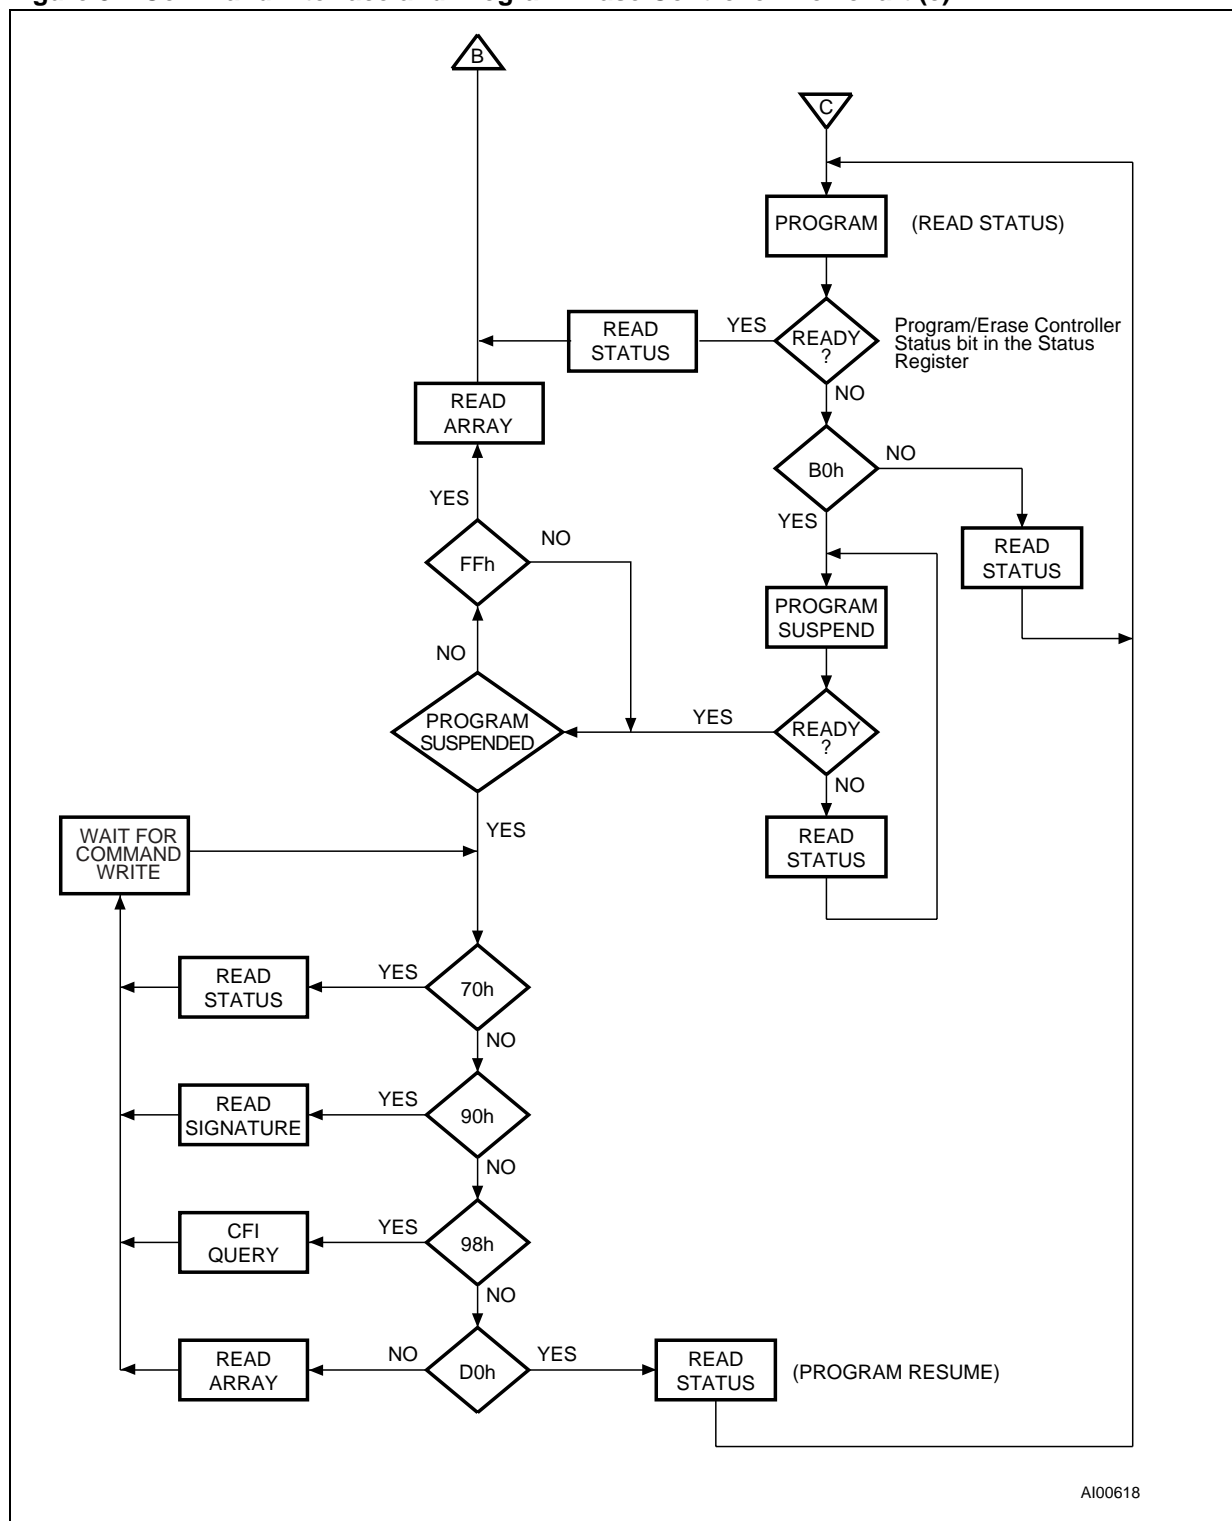 B
C
PROGRAM
(READ STATUS)
READ
STATUS
YES
READY
?
Program/Erase Controller
Status bit in the Status
Register
NO
READ
ARRAY
B0h
NO
YES
YES
FFh
NO
READ
STATUS
PROGRAM
SUSPEND
NO
PROGRAM
SUSPENDED
YES
READY
?
NO
YES
WAIT FOR
COMMAND
WRITE
READ
STATUS
READ
STATUS
YES
70h
NO
READ
SIGNATURE
YES
90h
NO
CFI
QUERY
YES
98h
NO
READ
ARRAY
NO
D0h
YES
READ
STATUS
(PROGRAM RESUME)
AI00618